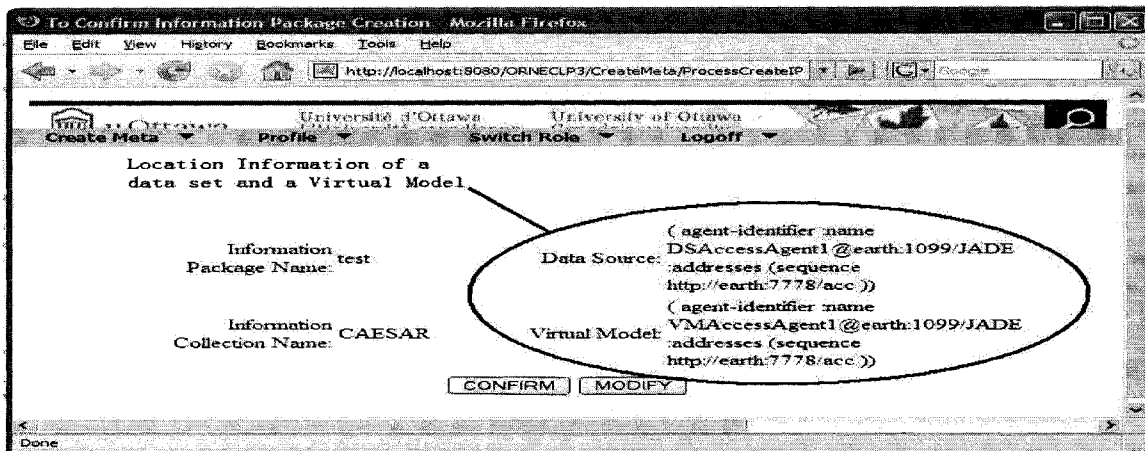 To Confirm Information Package Creation - Mozilla Firefox
File Edit View History Bookmarks Tools Help
http://localhost:8080/ORNECLP3/CreateMeta/ProcessCreateIP Google
uOttawa Université d'Ottawa University of Ottawa
Create Meta Profile Switch Role Logoff
Location Information of a
data set and a Virtual Model
Information
Package Name: test
Data Source: ( agent-identifier :name
DSAccessAgent1@earth:1099/JADE
:addresses (sequence
http://earth:7778/acc ))
Information
Collection Name: CAESAR
Virtual Model: ( agent-identifier :name
VMAccessAgent1@earth:1099/JADE
:addresses (sequence
http://earth:7778/acc ))
CONFIRM MODIFY
Done